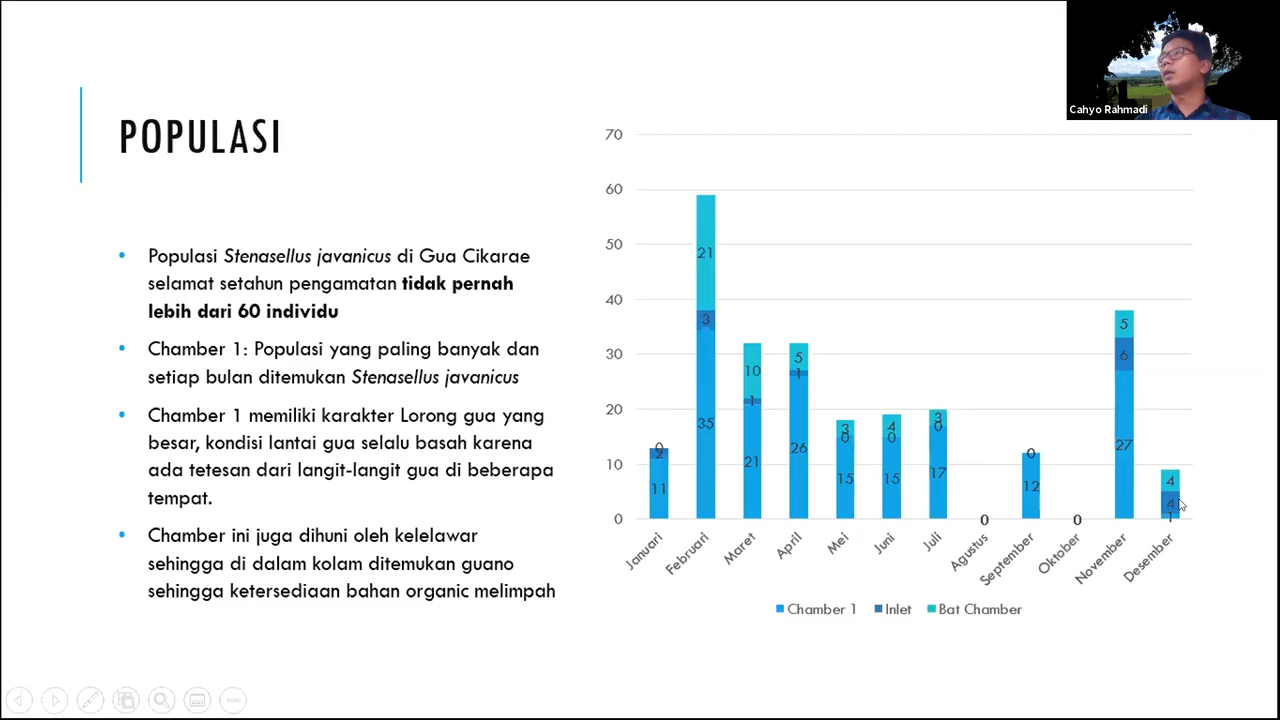 Cahyo Rahmadi
POPULASI
• Populasi Stenasellus javanicus di Gua Cikarae
selamat setahun pengamatan tidak pernah
lebih dari 60 individu
• Chamber 1: Populasi yang paling banyak dan
setiap bulan ditemukan Stenasellus javanicus
• Chamber 1 memiliki karakter Lorong gua yang
besar, kondisi lantai gua selalu basah karena
ada tetesan dari langit-langit gua di beberapa
tempat.
• Chamber ini juga dihuni oleh kelelawar
sehingga di dalam kolam ditemukan guano
sehingga ketersediaan bahan organic melimpah
70
60
50
40
30
20
10
0
0
2
11
21
3
35
10
1
21
5
1
26
3
0
15
4
0
15
3
0
17
0
0
12
0
5
6
27
4
4
1
Januari
Februari
Maret
April
Mei
Juni
Juli
Agustus
September
Oktober
November
Desember
Chamber 1 Inlet Bat Chamber